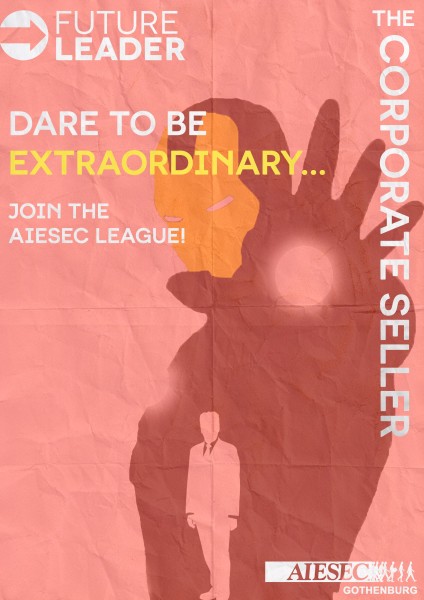 FUTURE
LEADER
DARE TO BE
EXTRAORDINARY...
JOIN THE
AIESEC LEAGUE!
THE
CORPORATE SELLER
AIESEC
GOTHENBURG